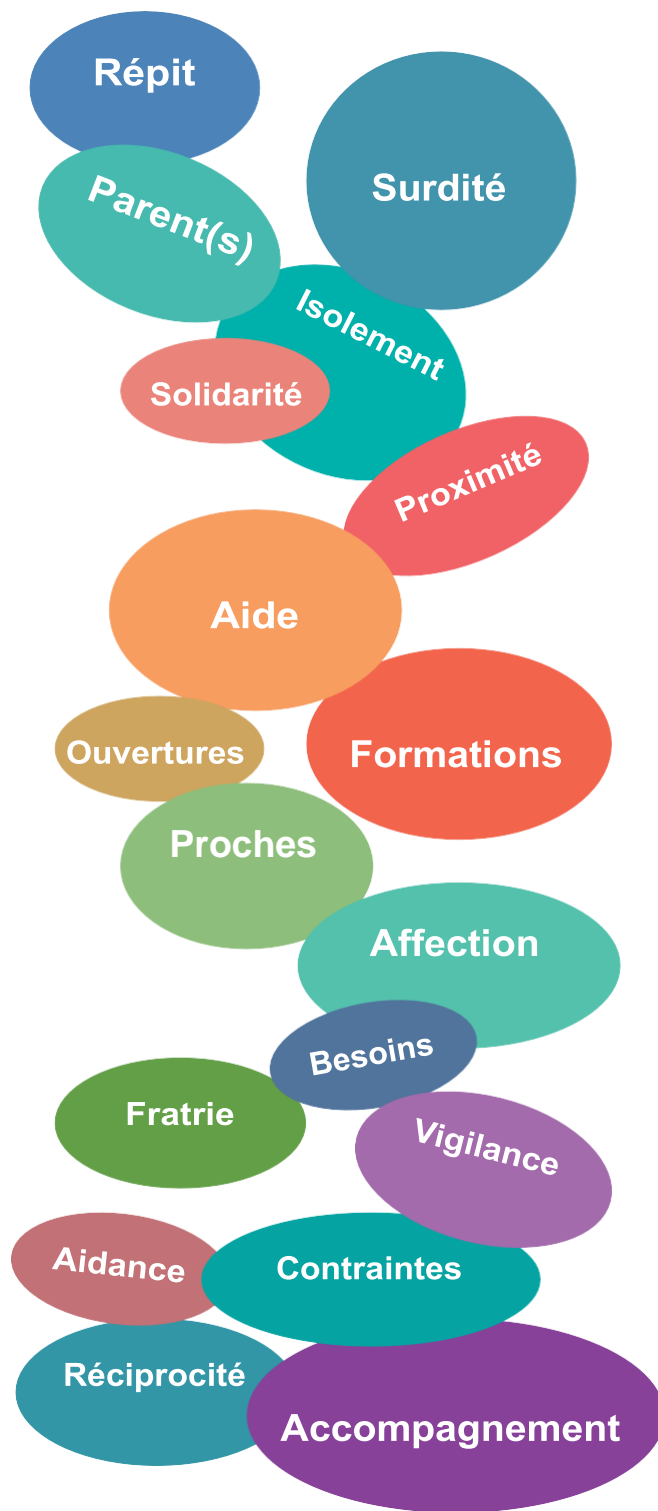 Répit
Surdité
Parent(s)
Isolement
Solidarité
Proximité
Aide
Ouvertures
Formations
Proches
Affection
Besoins
Fratrie
Vigilance
Aidance
Contraintes
Réciprocité
Accompagnement